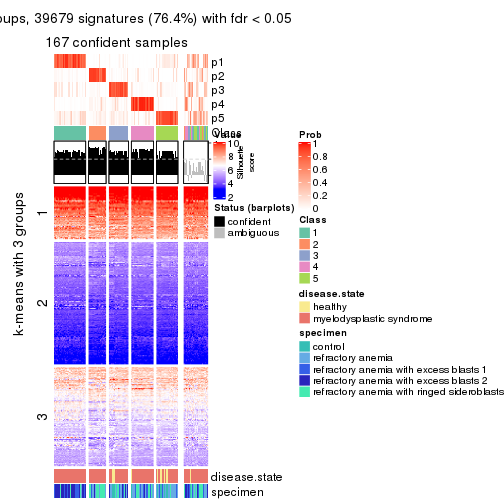 oups, 39679 signatures (76.4%) with fdr < 0.05
167 confident samples
p1
p2
p3
p4
p5
Class
Value
10
8
6
4
2
Silhouette
score
Status (barplots)
confident
ambiguous
Prob
1
0.8
0.6
0.4
0.2
0
Class
1
2
3
4
5
disease.state
healthy
myelodysplastic syndrome
specimen
control
refractory anemia
refractory anemia with excess blasts 1
refractory anemia with excess blasts 2
refractory anemia with ringed sideroblasts
k-means with 3 groups
1
2
3
disease.state
specimen